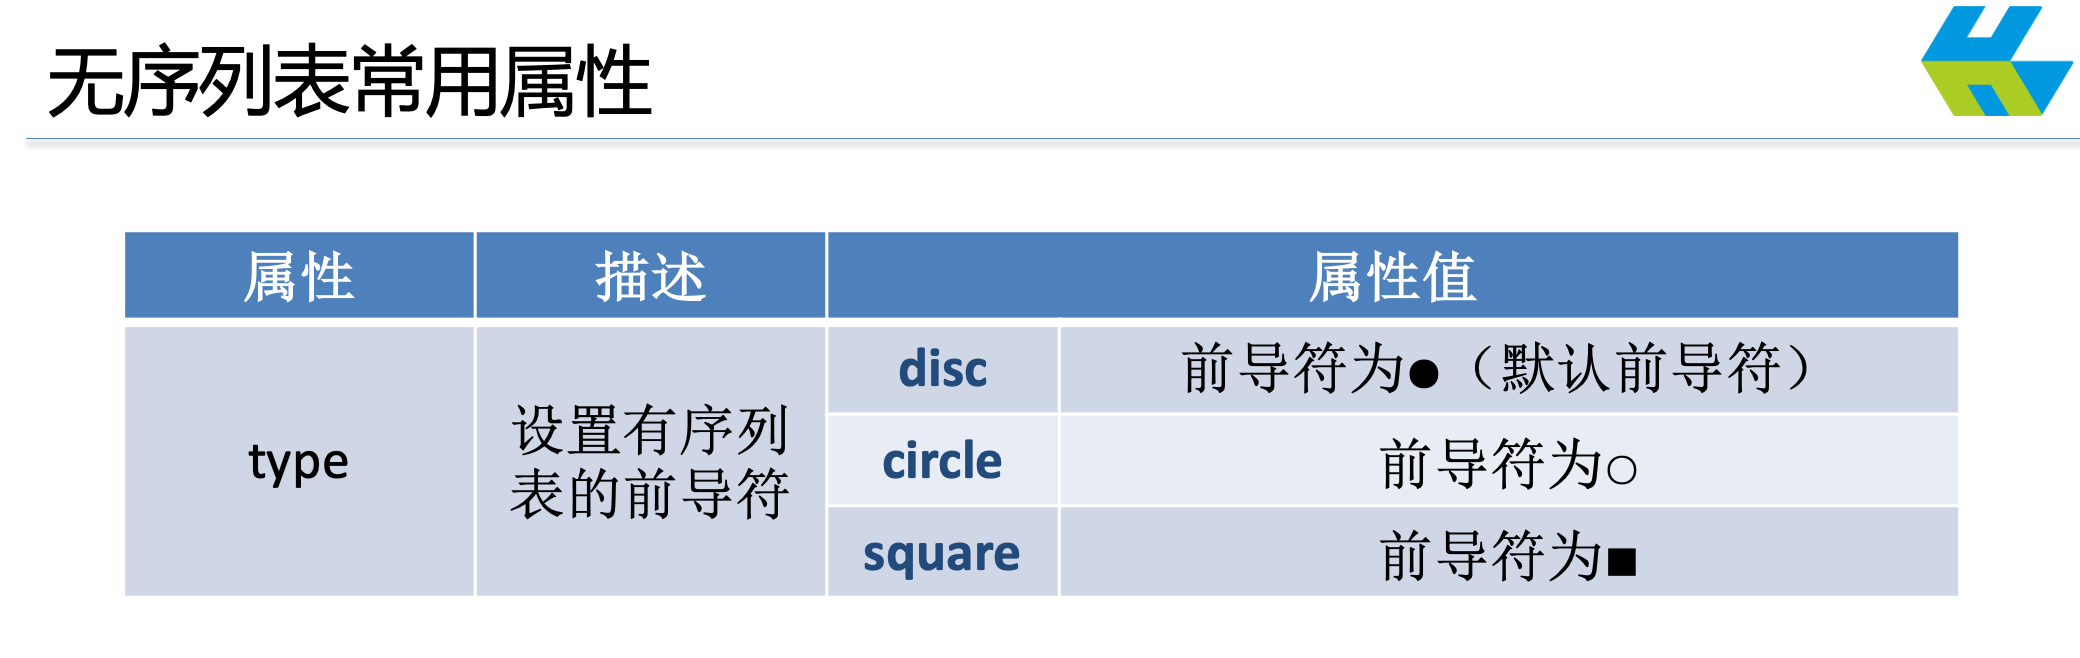 无序列表常用属性
属性 描述 属性值
type 设置有序列表的前导符 disc 前导符为●（默认前导符）
circle 前导符为○
square 前导符为■